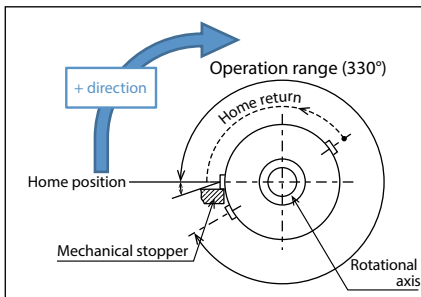 Operation range (330°)
+ direction
Home return
Home position
Mechanical stopper
Rotational
axis